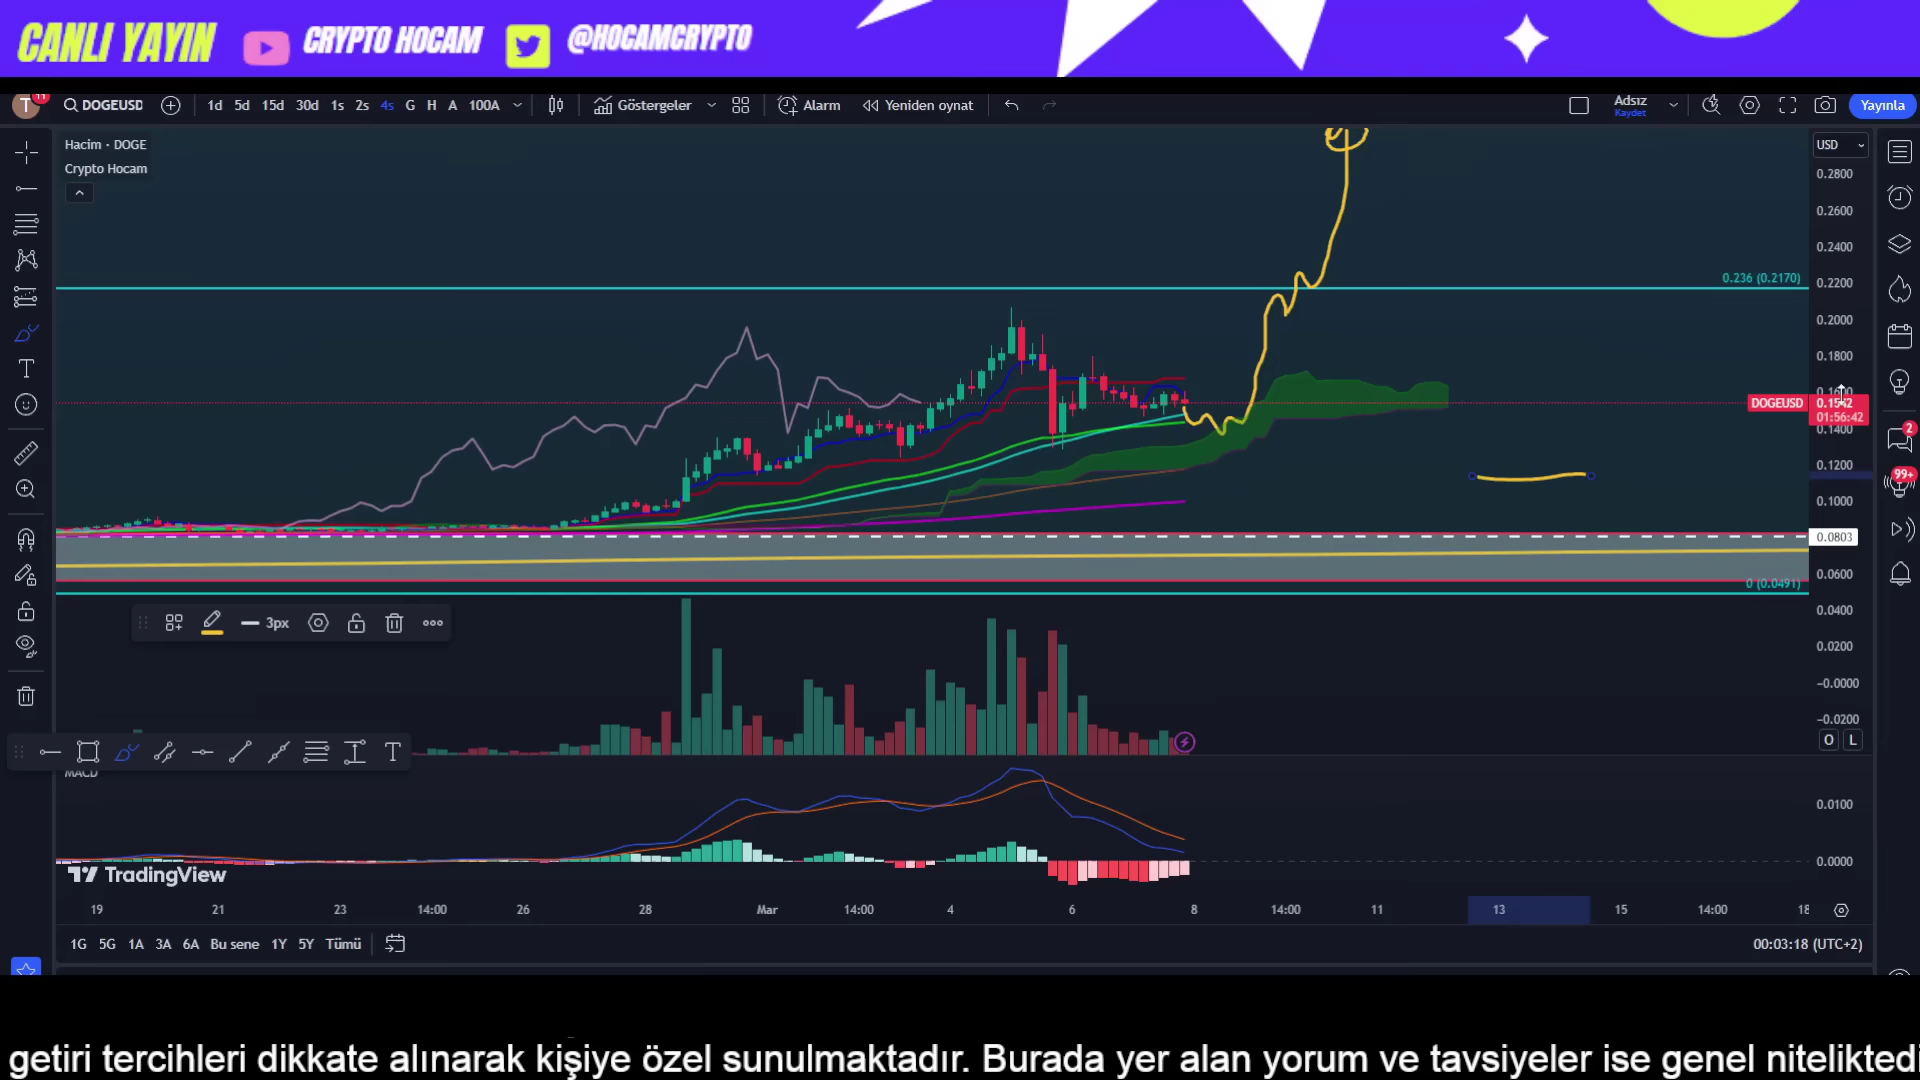 CANLI YAYIN CRYPTO HOCAM @HOCAMCRYPTO
T 11 DOGEUSD 1d 5d 15d 30d 1s 2s 4s G H A 100A Göstergeler Alarm Yeniden oynat Adsız Kaydet Yayınla
Hacim · DOGE
Crypto Hocam
USD
0.2800
0.2600
0.2400
0.236 (0.2170)
0.2200
0.2000
0.1800
DOGEUSD
01:56:42
0.1400
2
0.1200
99+
0.1000
0.0803
0.0600
0 (0.0491)
0.0400
3px
0.0200
−0.0000
−0.0200
O L
T
MACD
0.0100
0.0000
TradingView
19 21 23 14:00 26 28 Mar 14:00 4 6 8 14:00 11 13 15 14:00 18
1G 5G 1A 3A 6A Bu sene 1Y 5Y Tümü 00:03:18 (UTC+2)
getiri tercihleri dikkate alınarak kişiye özel sunulmaktadır. Burada yer alan yorum ve tavsiyeler ise genel niteliktedi